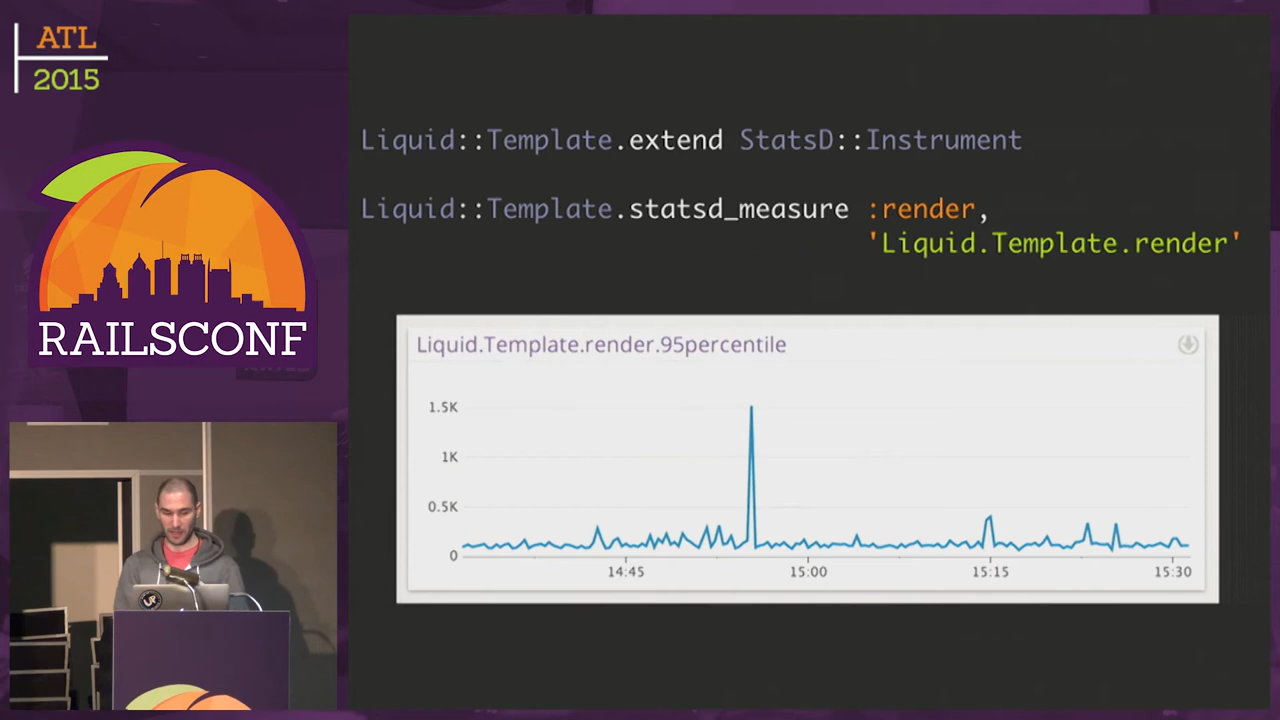 ATL
2015
RAILSCONF
Liquid::Template.extend StatsD::Instrument
Liquid::Template.statsd_measure :render,
'Liquid.Template.render'
Liquid.Template.render.95percentile
1.5K
1K
0.5K
0
14:45
15:00
15:15
15:30